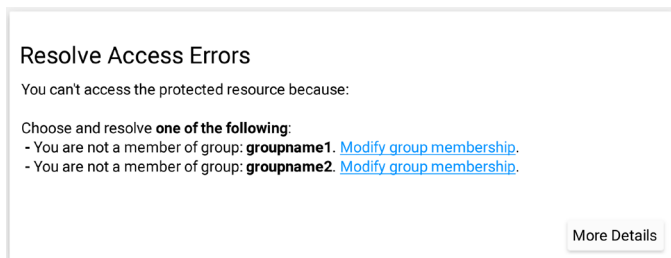 Resolve Access Errors
You can't access the protected resource because:
Choose and resolve one of the following:
- You are not a member of group: groupname1. Modify group membership.
- You are not a member of group: groupname2. Modify group membership.
More Details